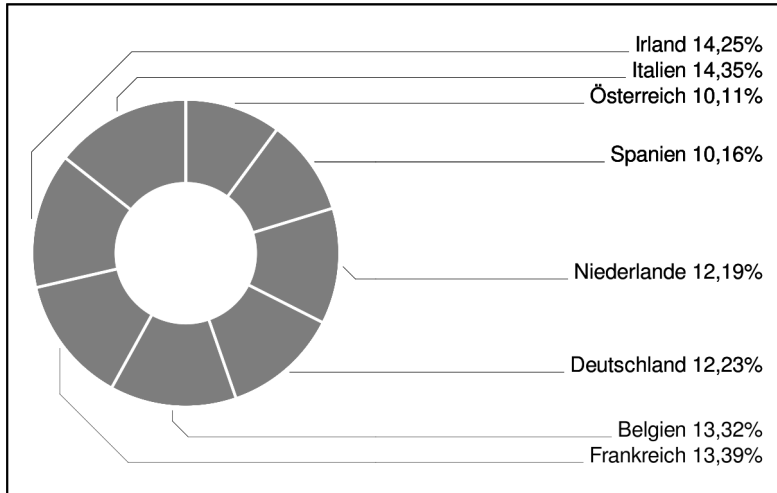 Irland 14,25%
Italien 14,35%
Österreich 10,11%
Spanien 10,16%
Niederlande 12,19%
Deutschland 12,23%
Belgien 13,32%
Frankreich 13,39%